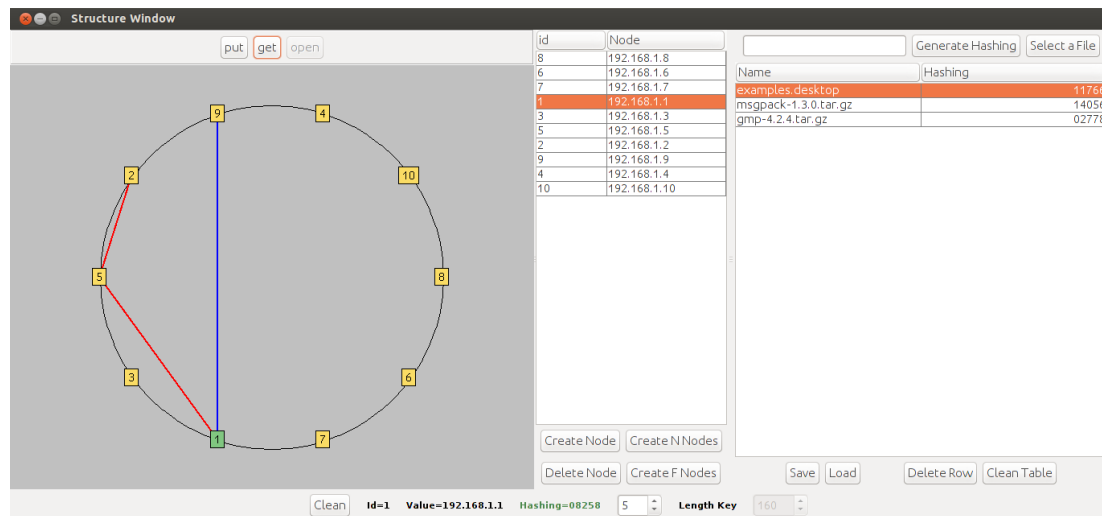 Structure Window
put get open
9 4
2 10
5 8
3 6
1 7
id Node
8 192.168.1.8
6 192.168.1.6
7 192.168.1.7
1 192.168.1.1
3 192.168.1.3
5 192.168.1.5
2 192.168.1.2
9 192.168.1.9
4 192.168.1.4
10 192.168.1.10
Create Node Create N Nodes
Delete Node Create F Nodes
Generate Hashing Select a File
Name Hashing
examples.desktop 11766
msgpack-1.3.0.tar.gz 14056
gmp-4.2.4.tar.gz 02778
Save Load Delete Row Clean Table
Clean Id=1 Value=192.168.1.1 Hashing=08258 5 Length Key 160